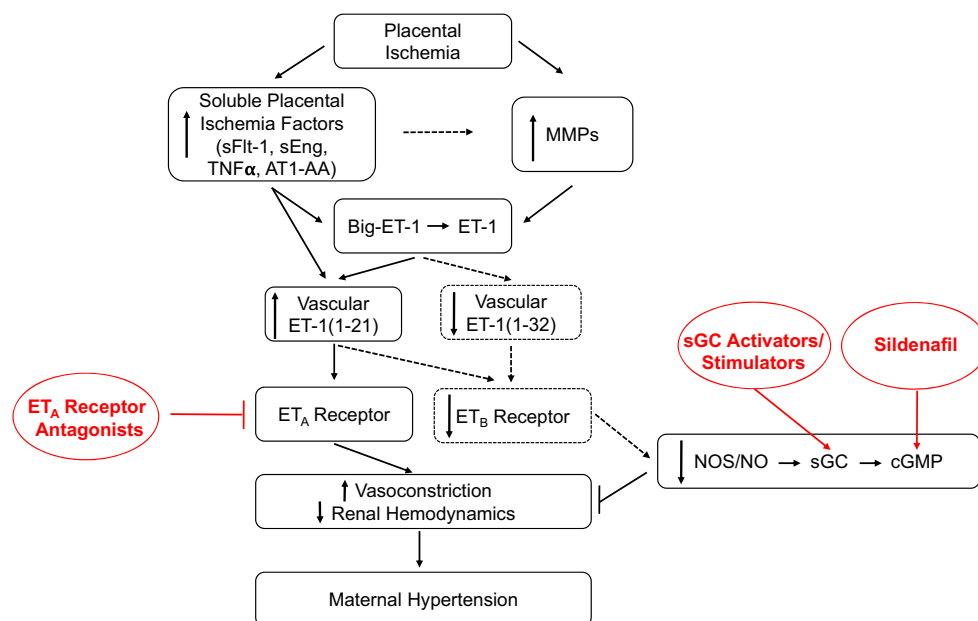 Placental
Ischemia
Soluble Placental
Ischemia Factors
(sFlt-1, sEng,
TNFα, AT1-AA)
MMPs
Big-ET-1 → ET-1
Vascular
ET-1(1-21)
Vascular
ET-1(1-32)
sGC Activators/
Stimulators
Sildenafil
ETA Receptor
Antagonists
ETA Receptor
ETB Receptor
NOS/NO → sGC → cGMP
Vasoconstriction
Renal Hemodynamics
Maternal Hypertension